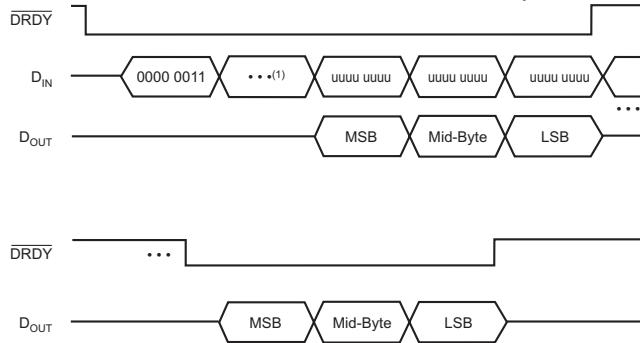 DRDY
DIN 0000 0011 •••(1) uuuu uuuu uuuu uuuu uuuu uuuu
•••
DOUT MSB Mid-Byte LSB
DRDY •••
DOUT MSB Mid-Byte LSB